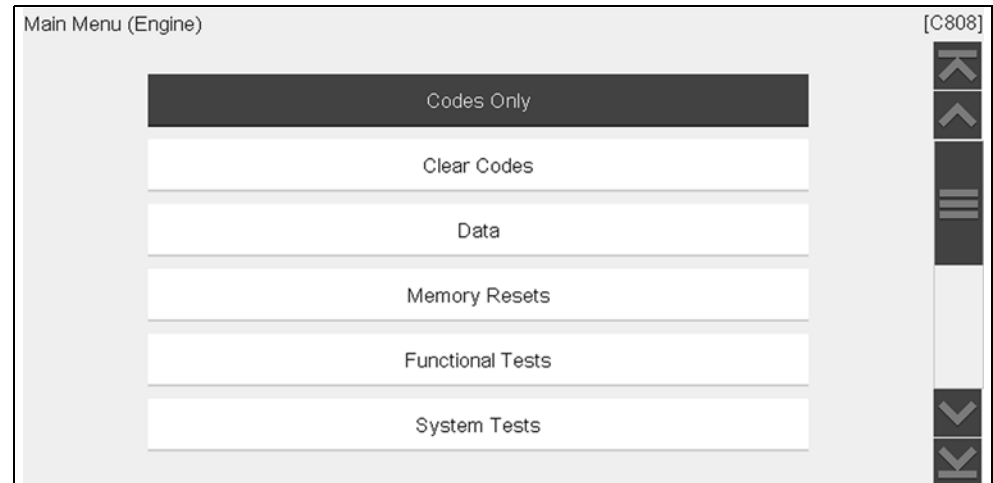 Main Menu (Engine) [C808]
Codes Only
Clear Codes
Data
Memory Resets
Functional Tests
System Tests